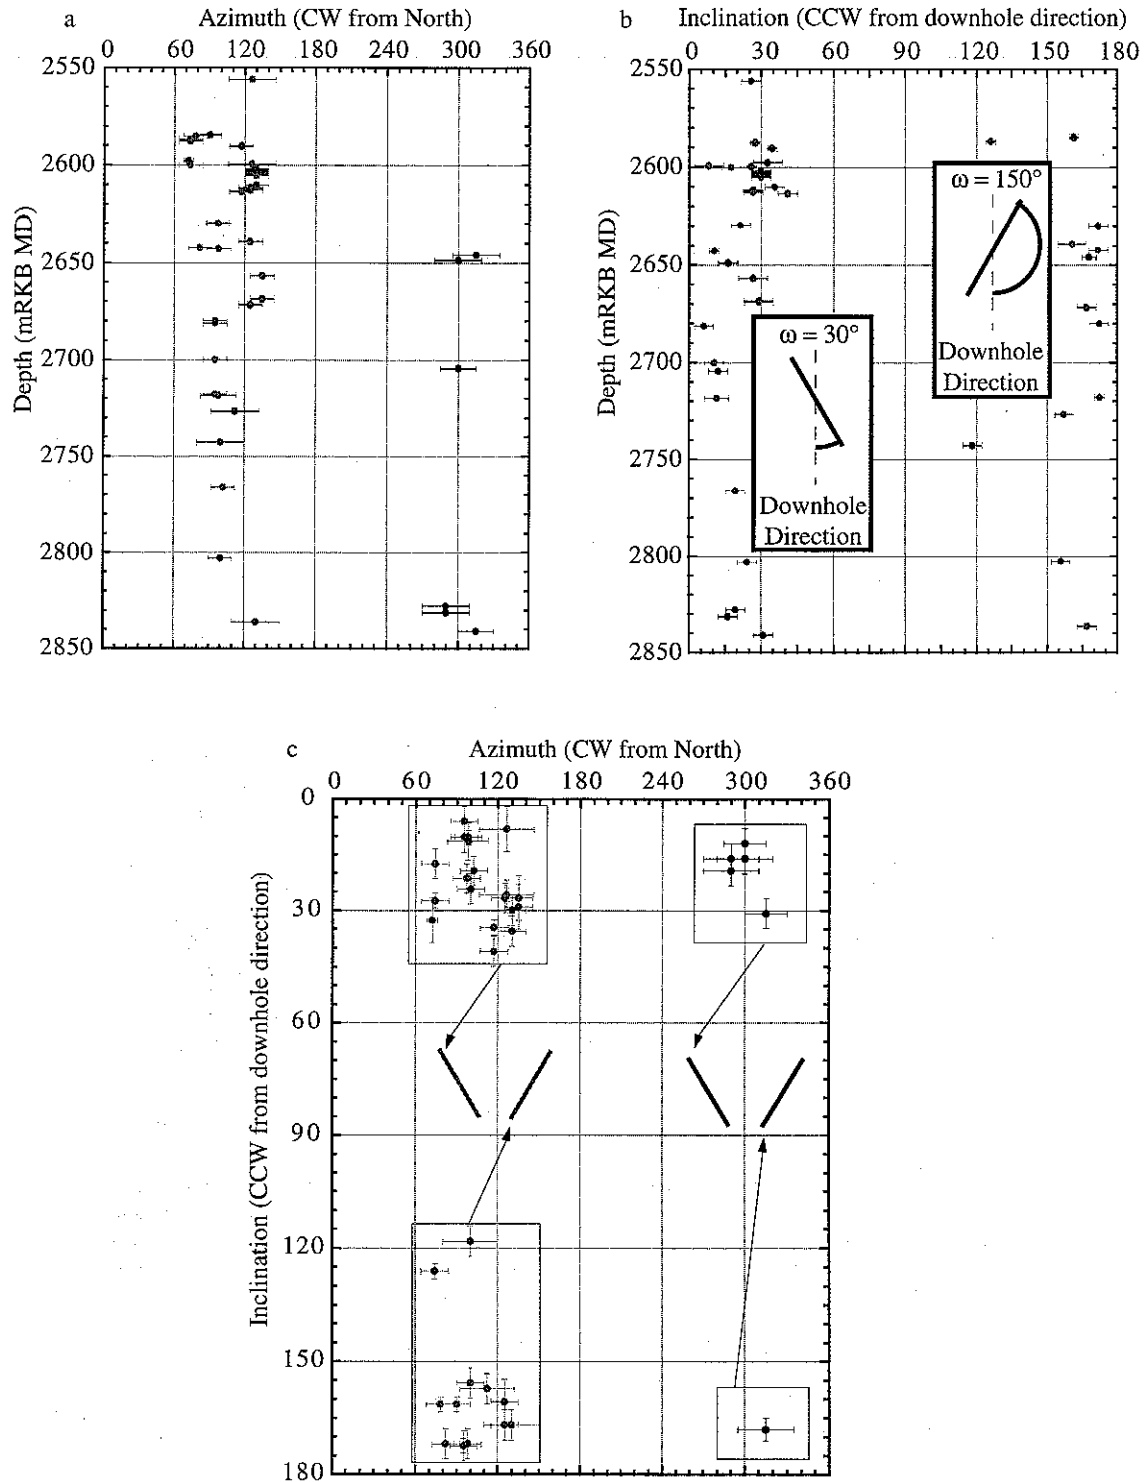 a
Azimuth (CW from North)
0 60 120 180 240 300 360
2550
2600
2650
2700
2750
2800
2850
Depth (mRKB MD)
b
Inclination (CCW from downhole direction)
0 30 60 90 120 150 180
2550
2600
2650
2700
2750
2800
2850
Depth (mRKB MD)
ω = 150°
Downhole
Direction
ω = 30°
Downhole
Direction
c
Azimuth (CW from North)
0 60 120 180 240 300 360
0
30
60
90
120
150
180
Inclination (CCW from downhole direction)